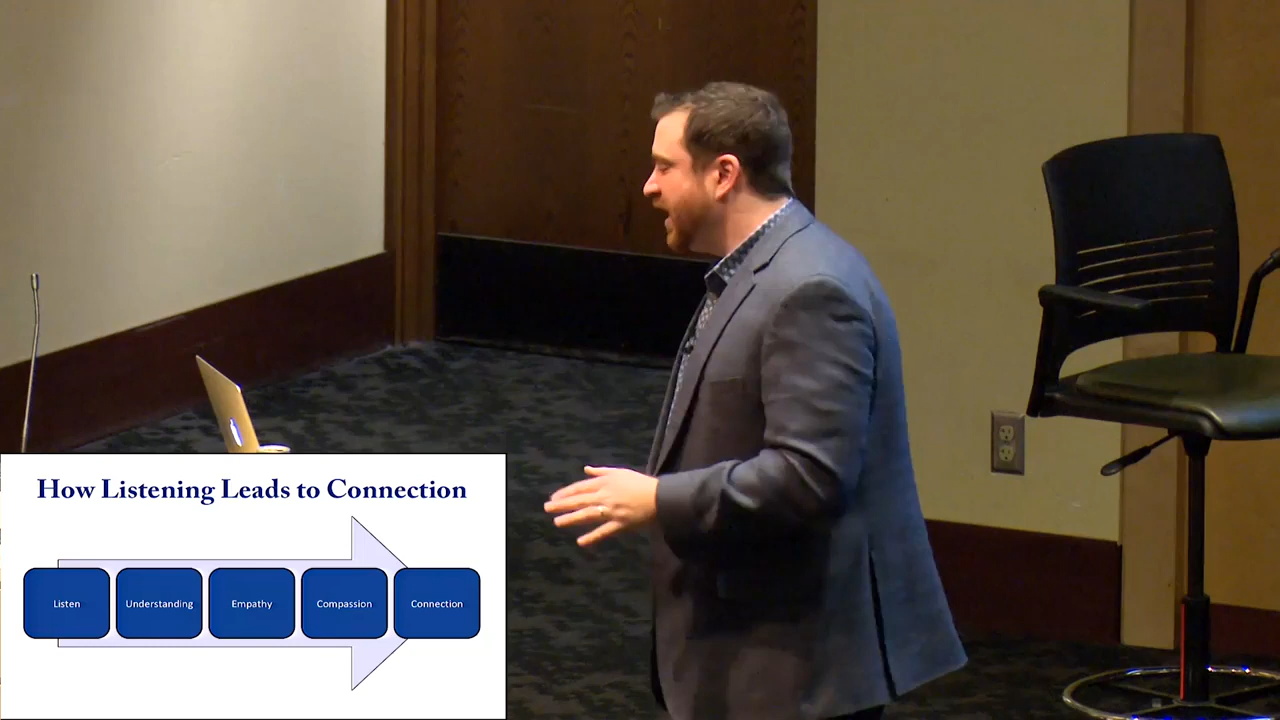 How Listening Leads to Connection
Listen
Understanding
Empathy
Compassion
Connection